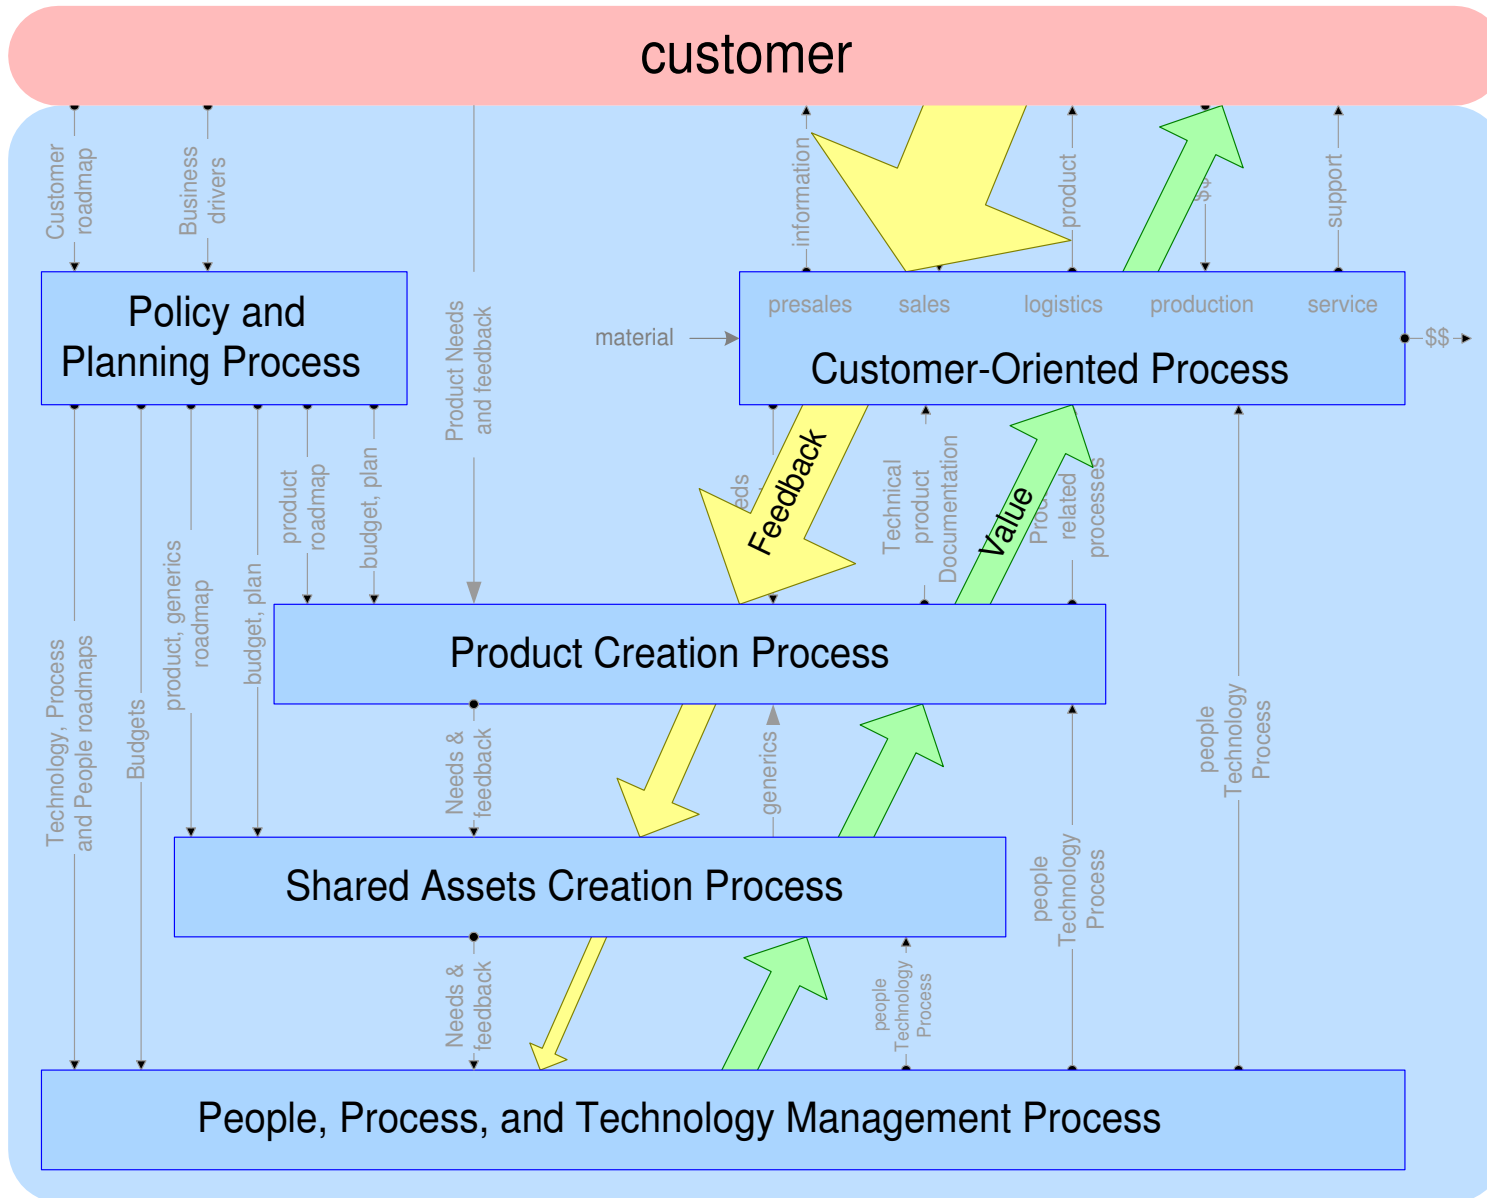 customer
Customer
roadmap
Business
drivers
Product Needs
and feedback
information
product
$$
support
Policy and
Planning Process
presales
sales
logistics
production
service
material
$$
Customer-Oriented Process
product
roadmap
budget, plan
Feedback
Technical
product
Documentation
Value
related
processes
product, generics
roadmap
budget, plan
Technology, Process
and People roadmaps
Budgets
Product Creation Process
Needs &
feedback
generics
people
Technology
Process
people
Technology
Process
Shared Assets Creation Process
Needs &
feedback
people
Technology
Process
People, Process, and Technology Management Process